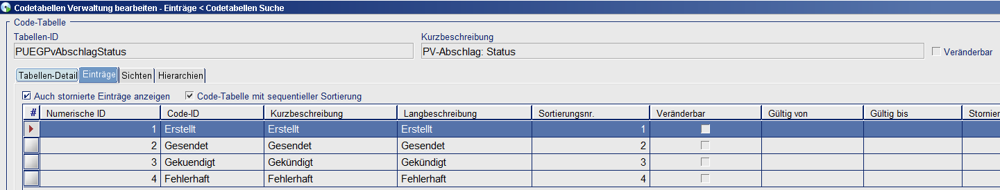 Codetabellen Verwaltung bearbeiten - Einträge < Codetabellen Suche
Code-Tabelle
Tabellen-ID Kurzbeschreibung
PUEGPvAbschlagStatus PV-Abschlag: Status Veränderbar
Tabellen-Detail Einträge Sichten Hierarchien
Auch stornierte Einträge anzeigen Code-Tabelle mit sequentieller Sortierung
# Numerische ID Code-ID Kurzbeschreibung Langbeschreibung Sortierungsnr. Veränderbar Gültig von Gültig bis Stornier
1 Erstellt Erstellt Erstellt 1
2 Gesendet Gesendet Gesendet 2
3 Gekuendigt Gekündigt Gekündigt 3
4 Fehlerhaft Fehlerhaft Fehlerhaft 4